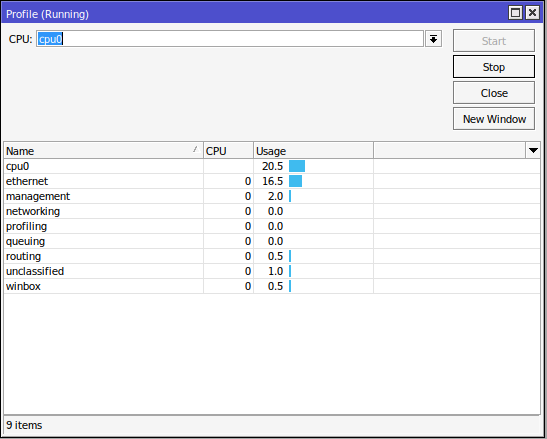 Profile (Running)
CPU: cpu0
Start
Stop
Close
New Window
Name CPU Usage
cpu0 20.5
ethernet 0 16.5
management 0 2.0
networking 0 0.0
profiling 0 0.0
queuing 0 0.0
routing 0 0.5
unclassified 0 1.0
winbox 0 0.5
9 items